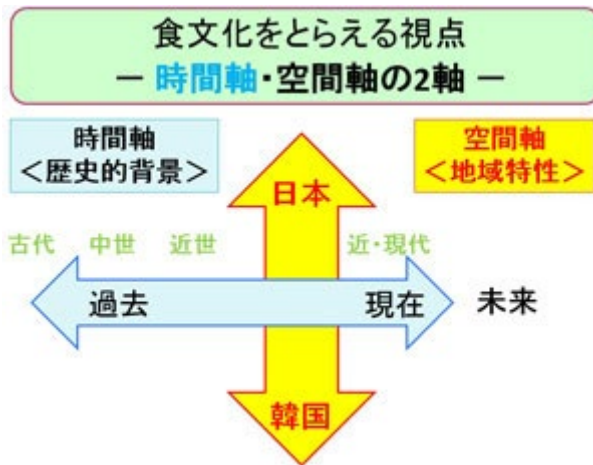 食文化をとらえる視点
― 時間軸・空間軸の2軸 ―
時間軸
＜歴史的背景＞
空間軸
＜地域特性＞
日本
古代 中世 近世 近・現代
過去 現在 未来
韓国